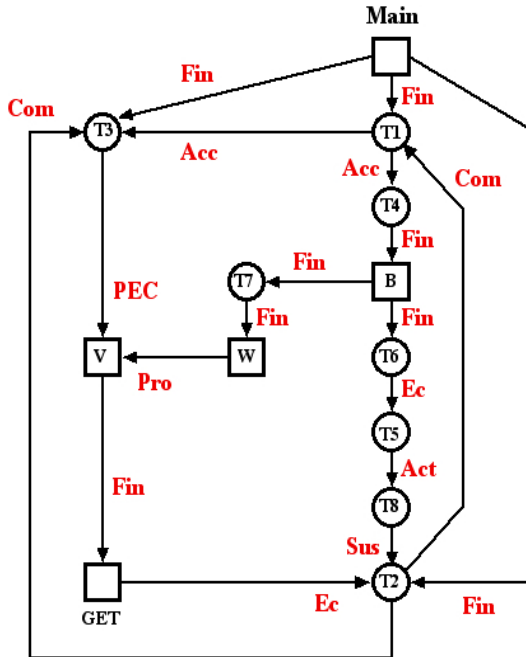 Main
Fin
Fin
Com
T3
T1
Acc
Acc
Com
T4
Fin
Fin
T7
B
PEC
Fin
Fin
V
W
T6
Pro
Ec
T5
Act
Fin
T8
Sus
T2
GET
Ec
Fin